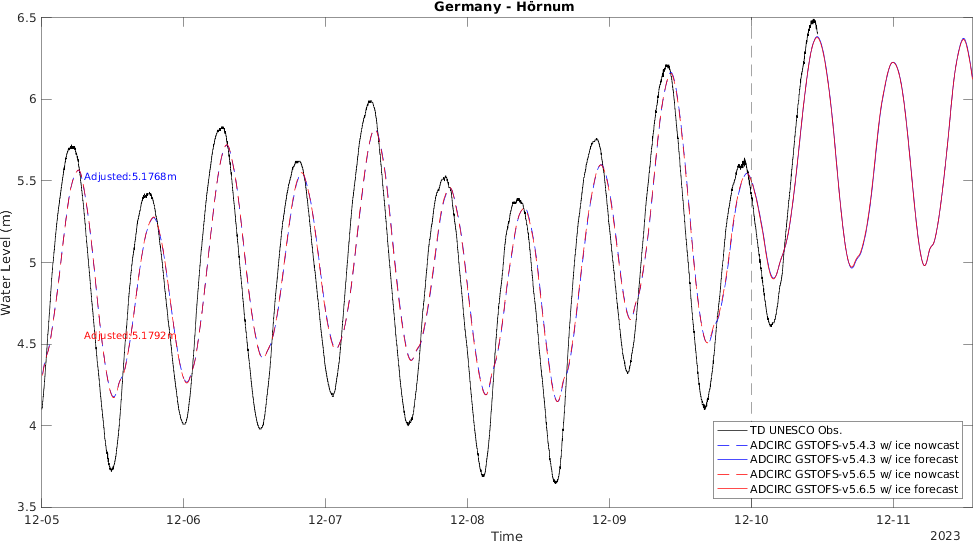 Germany - Hörnum
6.5
6
5.5
5
4.5
4
3.5
Water Level (m)
Adjusted:5.1768m
Adjusted:5.1792m
TD UNESCO Obs.
ADCIRC GSTOFS-v5.4.3 w/ ice nowcast
ADCIRC GSTOFS-v5.4.3 w/ ice forecast
ADCIRC GSTOFS-v5.6.5 w/ ice nowcast
ADCIRC GSTOFS-v5.6.5 w/ ice forecast
12-05 12-06 12-07 12-08 12-09 12-10 12-11
Time
2023